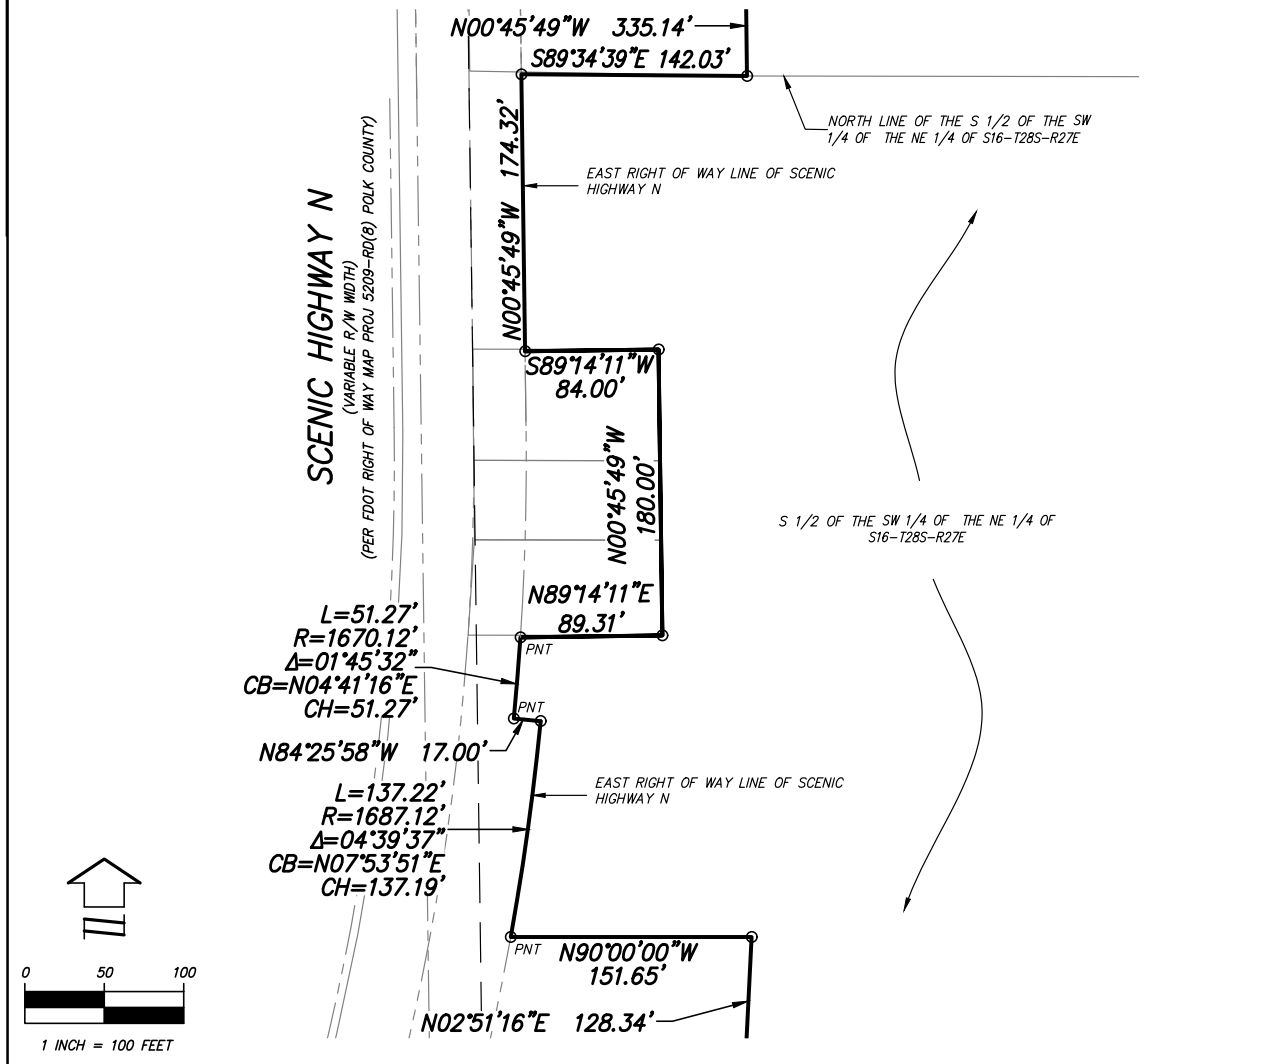 N00°45'49"W 335.14'
S89°34'39"E 142.03'
NORTH LINE OF THE S 1/2 OF THE SW
1/4 OF THE NE 1/4 OF S16-T28S-R27E
N00°45'49"W 174.32'
EAST RIGHT OF WAY LINE OF SCENIC
HIGHWAY N
SCENIC HIGHWAY N
(VARIABLE R/W WIDTH)
(PER FDOT RIGHT OF WAY MAP PROJ 5209-RD(8) POLK COUNTY)
S89°14'11"W
84.00'
N00°45'49"W
180.00'
S 1/2 OF THE SW 1/4 OF THE NE 1/4 OF
S16-T28S-R27E
N89°14'11"E
89.31'
PNT
L=51.27'
R=1670.12'
Δ=01°45'32"
CB=N04°41'16"E
CH=51.27'
PNT
N84°25'58"W 17.00'
EAST RIGHT OF WAY LINE OF SCENIC
HIGHWAY N
L=137.22'
R=1687.12'
Δ=04°39'37"
CB=N07°53'51"E
CH=137.19'
PNT
N90°00'00"W
151.65'
N02°51'16"E 128.34'
N
0 50 100
1 INCH = 100 FEET